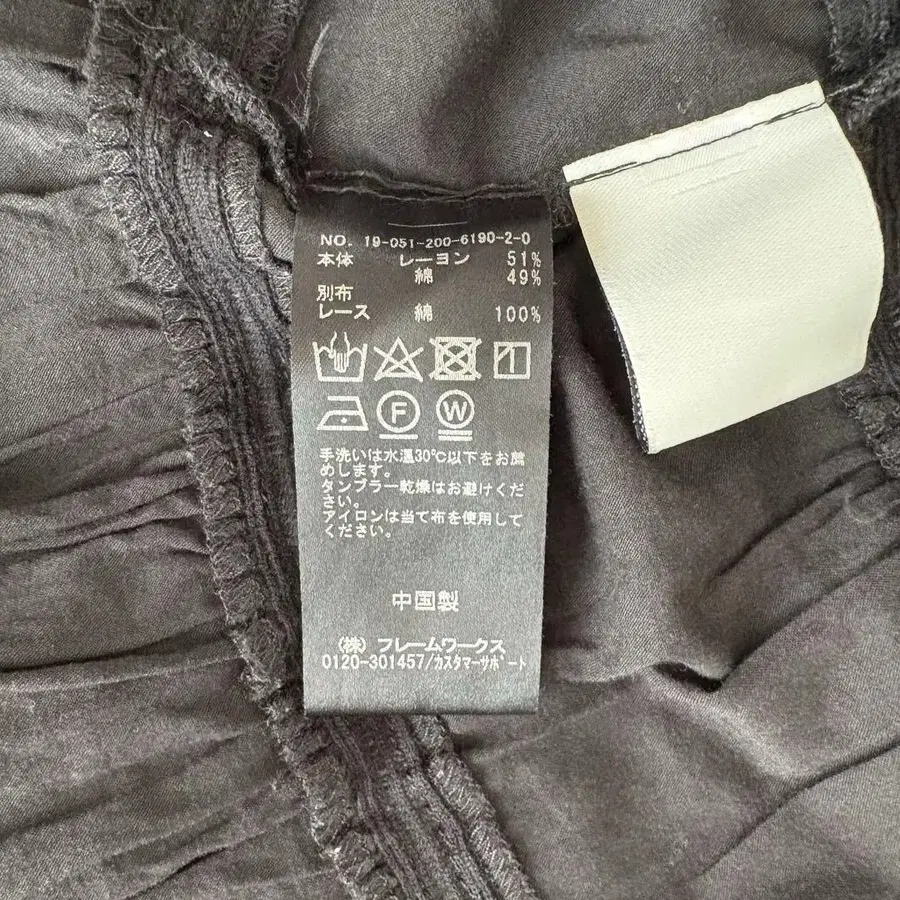 NO. 19-051-200-6190-2-0
本体 レーヨン 51%
綿 49%
別布
レース 綿 100%
F W
手洗いは水温30℃以下をお薦
めします。
タンブラー乾燥はお避けくだ
さい。
アイロンは当て布を使用して
ください。
中国製
(株) フレームワークス
0120-301457/カスタマーサポート